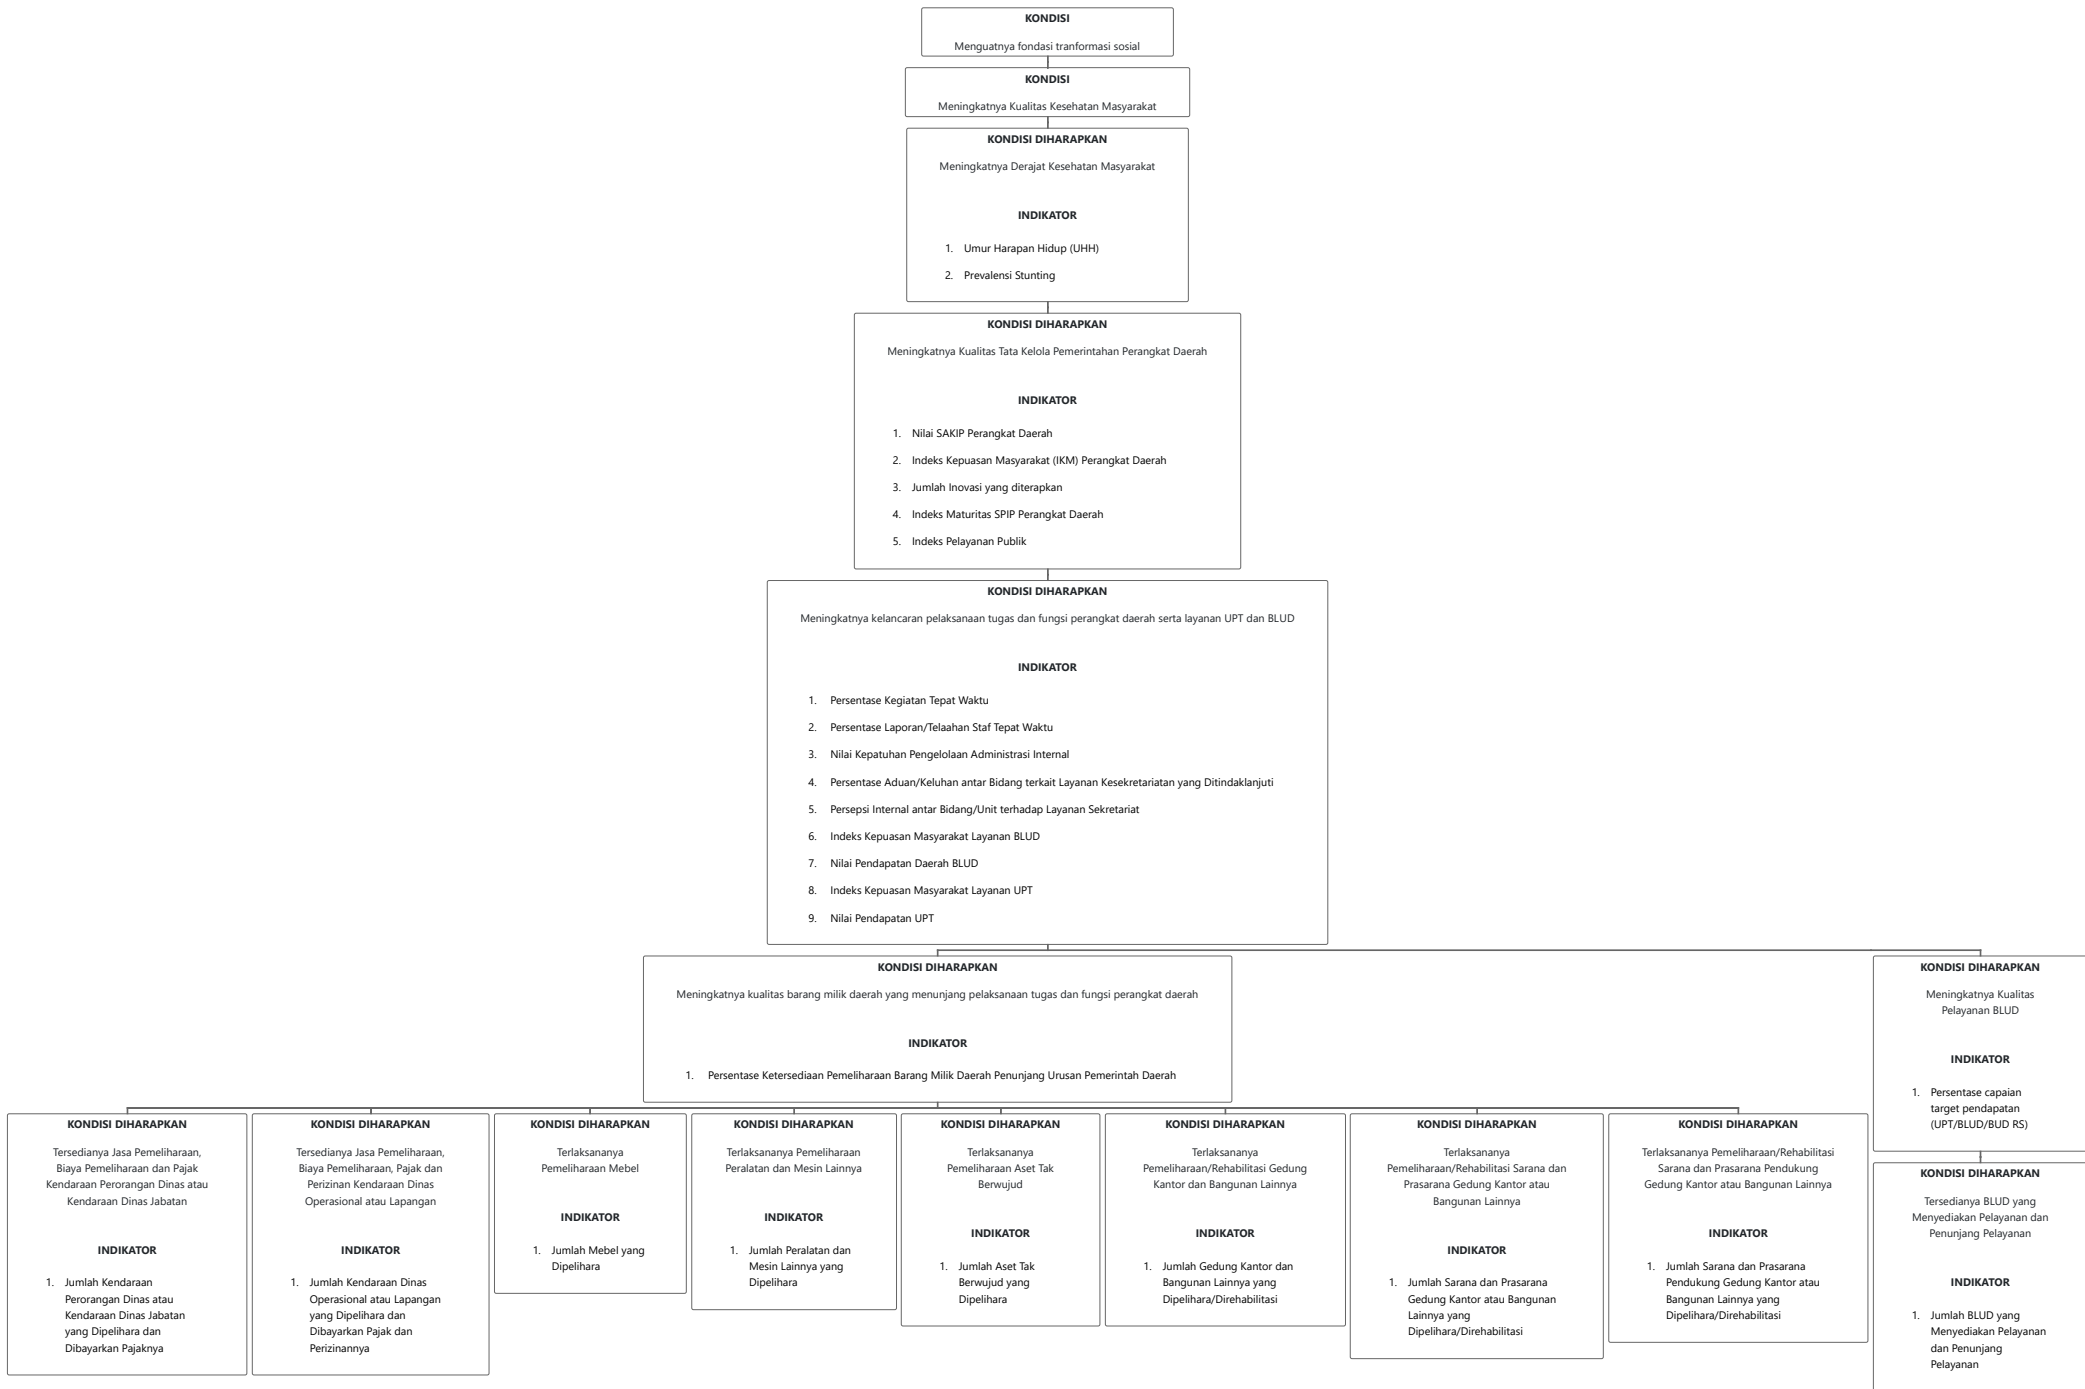 KONDISI
Menguatnya fondasi tranformasi sosial
KONDISI
Meningkatnya Kualitas Kesehatan Masyarakat
KONDISI DIHARAPKAN
Meningkatnya Derajat Kesehatan Masyarakat
INDIKATOR
1. Umur Harapan Hidup (UHH)
2. Prevalensi Stunting
KONDISI DIHARAPKAN
Meningkatnya Kualitas Tata Kelola Pemerintahan Perangkat Daerah
INDIKATOR
1. Nilai SAKIP Perangkat Daerah
2. Indeks Kepuasan Masyarakat (IKM) Perangkat Daerah
3. Jumlah Inovasi yang diterapkan
4. Indeks Maturitas SPIP Perangkat Daerah
5. Indeks Pelayanan Publik
KONDISI DIHARAPKAN
Meningkatnya kelancaran pelaksanaan tugas dan fungsi perangkat daerah serta layanan UPT dan BLUD
INDIKATOR
1. Persentase Kegiatan Tepat Waktu
2. Persentase Laporan/Telaahan Staf Tepat Waktu
3. Nilai Kepatuhan Pengelolaan Administrasi Internal
4. Persentase Aduan/Keluhan antar Bidang terkait Layanan Kesekretariatan yang Ditindaklanjuti
5. Persepsi Internal antar Bidang/Unit terhadap Layanan Sekretariat
6. Indeks Kepuasan Masyarakat Layanan BLUD
7. Nilai Pendapatan Daerah BLUD
8. Indeks Kepuasan Masyarakat Layanan UPT
9. Nilai Pendapatan UPT
KONDISI DIHARAPKAN
Meningkatnya kualitas barang milik daerah yang menunjang pelaksanaan tugas dan fungsi perangkat daerah
INDIKATOR
1. Persentase Ketersediaan Pemeliharaan Barang Milik Daerah Penunjang Urusan Pemerintah Daerah
KONDISI DIHARAPKAN
Meningkatnya Kualitas
Pelayanan BLUD
INDIKATOR
1. Persentase capaian
target pendapatan
(UPT/BLUD/BUD RS)
KONDISI DIHARAPKAN
Tersedianya Jasa Pemeliharaan,
Biaya Pemeliharaan dan Pajak
Kendaraan Perorangan Dinas atau
Kendaraan Dinas Jabatan
INDIKATOR
1. Jumlah Kendaraan
Perorangan Dinas atau
Kendaraan Dinas Jabatan
yang Dipelihara dan
Dibayarkan Pajaknya
KONDISI DIHARAPKAN
Tersedianya Jasa Pemeliharaan,
Biaya Pemeliharaan, Pajak dan
Perizinan Kendaraan Dinas
Operasional atau Lapangan
INDIKATOR
1. Jumlah Kendaraan Dinas
Operasional atau Lapangan
yang Dipelihara dan
Dibayarkan Pajak dan
Perizinannya
KONDISI DIHARAPKAN
Terlaksananya
Pemeliharaan Mebel
INDIKATOR
1. Jumlah Mebel yang
Dipelihara
KONDISI DIHARAPKAN
Terlaksananya Pemeliharaan
Peralatan dan Mesin Lainnya
INDIKATOR
1. Jumlah Peralatan dan
Mesin Lainnya yang
Dipelihara
KONDISI DIHARAPKAN
Terlaksananya
Pemeliharaan Aset Tak
Berwujud
INDIKATOR
1. Jumlah Aset Tak
Berwujud yang
Dipelihara
KONDISI DIHARAPKAN
Terlaksananya
Pemeliharaan/Rehabilitasi Gedung
Kantor dan Bangunan Lainnya
INDIKATOR
1. Jumlah Gedung Kantor dan
Bangunan Lainnya yang
Dipelihara/Direhabilitasi
KONDISI DIHARAPKAN
Terlaksananya
Pemeliharaan/Rehabilitasi Sarana dan
Prasarana Gedung Kantor atau
Bangunan Lainnya
INDIKATOR
1. Jumlah Sarana dan Prasarana
Gedung Kantor atau Bangunan
Lainnya yang
Dipelihara/Direhabilitasi
KONDISI DIHARAPKAN
Terlaksananya Pemeliharaan/Rehabilitasi
Sarana dan Prasarana Pendukung
Gedung Kantor atau Bangunan Lainnya
INDIKATOR
1. Jumlah Sarana dan Prasarana
Pendukung Gedung Kantor atau
Bangunan Lainnya yang
Dipelihara/Direhabilitasi
KONDISI DIHARAPKAN
Tersedianya BLUD yang
Menyediakan Pelayanan dan
Penunjang Pelayanan
INDIKATOR
1. Jumlah BLUD yang
Menyediakan Pelayanan
dan Penunjang
Pelayanan